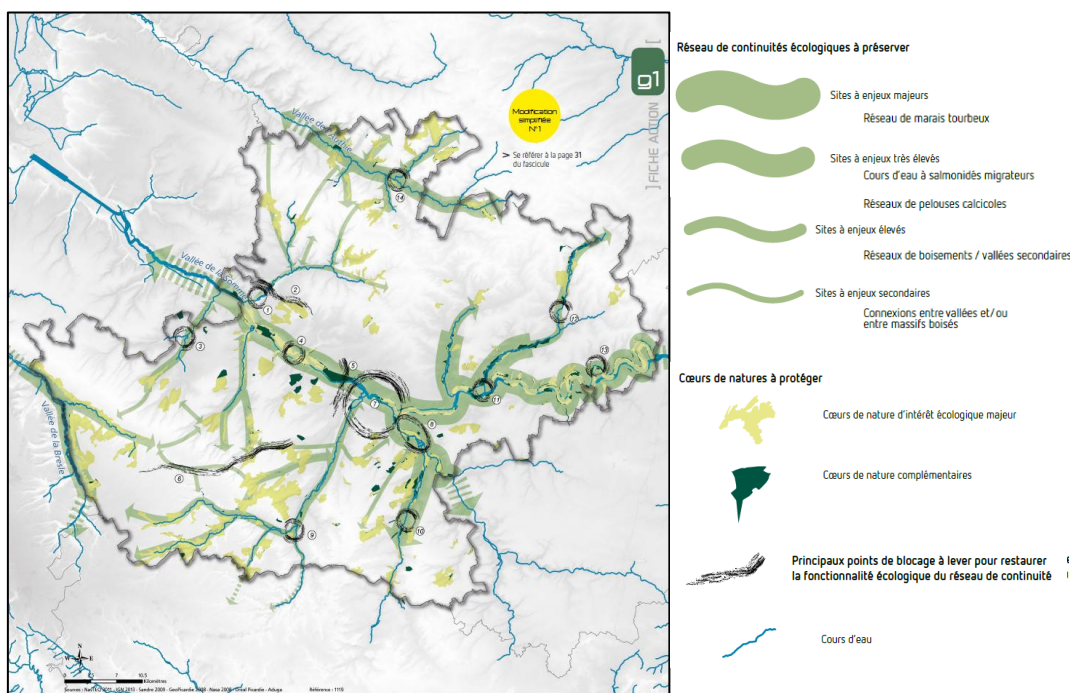 g1
] FICHE ACTION [
Modification
simplifiée
N°1
> Se référer à la page 31
du fascicule
Vallée de l'Authie
Vallée de la Somme
Vallée de la Bresle
1
2
3
4
5
6
7
8
9
10
11
12
13
14
N
W
E
S
10.5
Kilomètres
Référence : 1119
Réseau de continuités écologiques à préserver
Sites à enjeux majeurs
Réseau de marais tourbeux
Sites à enjeux très élevés
Cours d'eau à salmonidés migrateurs
Réseaux de pelouses calcicoles
Sites à enjeux élevés
Réseaux de boisements / vallées secondaires
Sites à enjeux secondaires
Connexions entre vallées et/ou
entre massifs boisés
Cœurs de natures à protéger
Cœurs de nature d'intérêt écologique majeur
Cœurs de nature complémentaires
Principaux points de blocage à lever pour restaurer
la fonctionnalité écologique du réseau de continuité
Cours d'eau